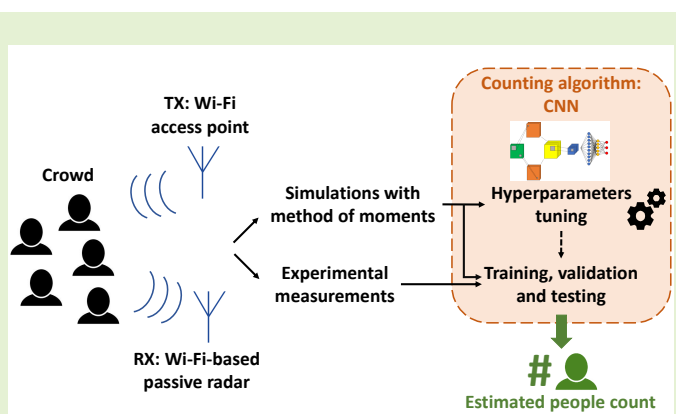 Counting algorithm:
CNN
TX: Wi-Fi
access point
Crowd
Simulations with
method of moments
Hyperparameters
tuning
Experimental
measurements
Training, validation
and testing
RX: Wi-Fi-based
passive radar
#
Estimated people count